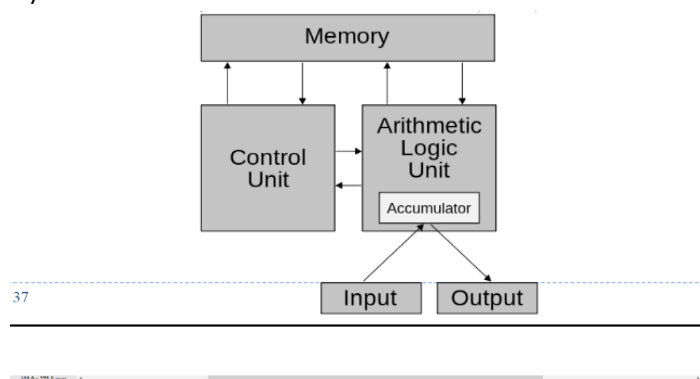 Memory
Control
Unit
Arithmetic
Logic
Unit
Accumulator
Input
Output
37